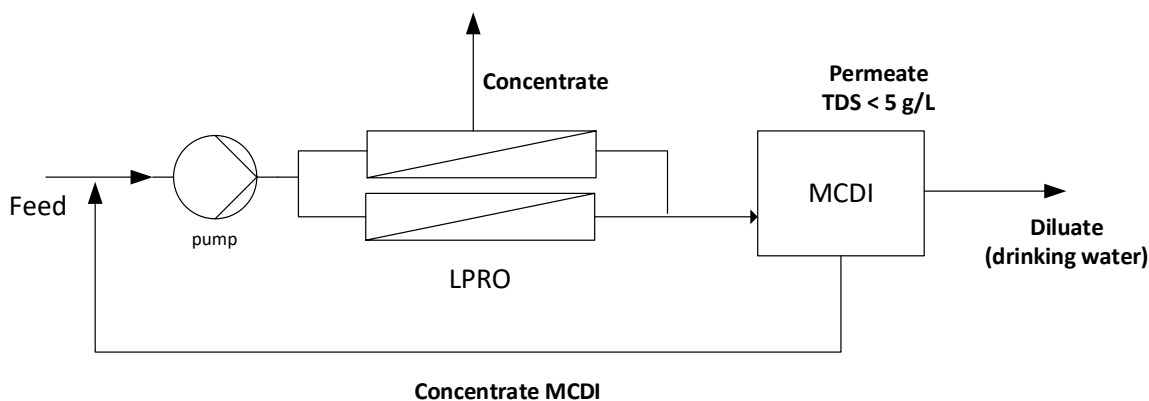 Concentrate
Permeate
TDS < 5 g/L
Feed
pump
LPRO
MCDI
Diluate
(drinking water)
Concentrate MCDI